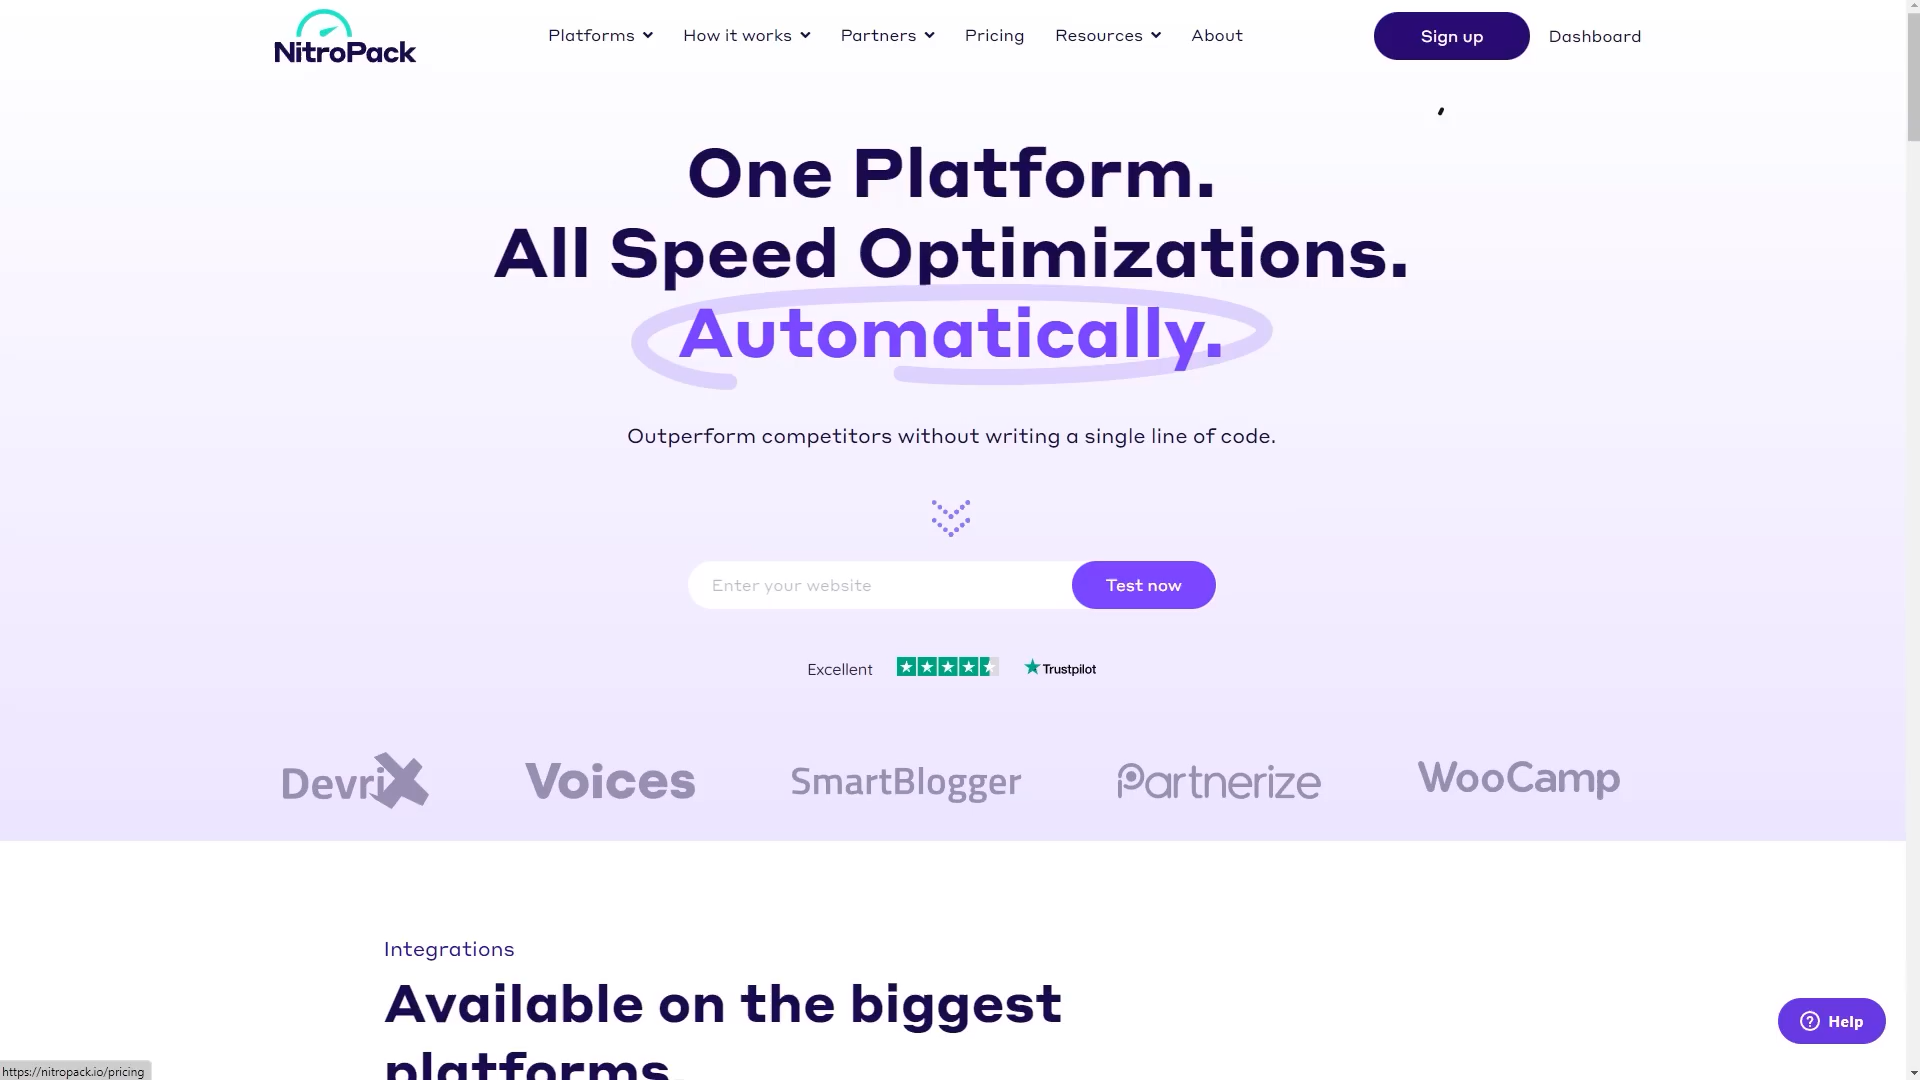 NitroPack
Platforms
How it works
Partners
Pricing
Resources
About
Sign up
Dashboard
One Platform.
All Speed Optimizations.
Automatically.
Outperform competitors without writing a single line of code.
Enter your website
Test now
Excellent
Trustpilot
DevriX
Voices
SmartBlogger
Partnerize
WooCamp
Integrations
Available on the biggest
platforms.
Help
https://nitropack.io/pricing